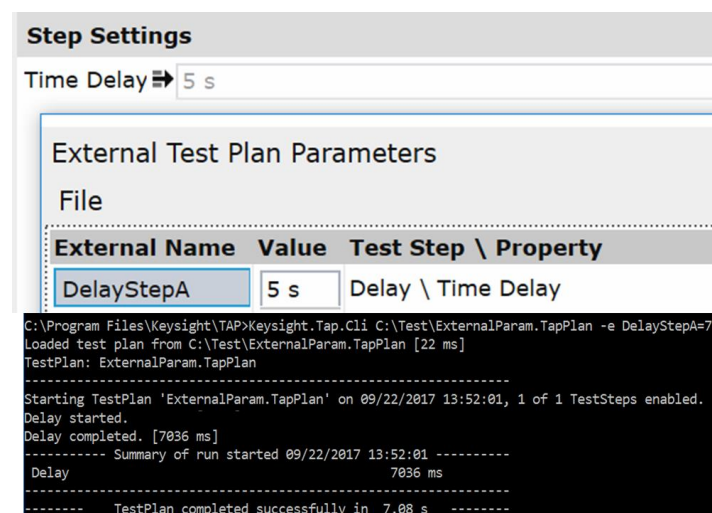 Step Settings
Time Delay 5 s
External Test Plan Parameters
File
External Name Value Test Step \ Property
DelayStepA 5 s Delay \ Time Delay
C:\Program Files\Keysight\TAP>Keysight.Tap.Cli C:\Test\ExternalParam.TapPlan -e DelayStepA=7
Loaded test plan from C:\Test\ExternalParam.TapPlan [22 ms]
TestPlan: ExternalParam.TapPlan
-----------------------------------------------------------------
Starting TestPlan 'ExternalParam.TapPlan' on 09/22/2017 13:52:01, 1 of 1 TestSteps enabled.
Delay started.
Delay completed. [7036 ms]
----------- Summary of run started 09/22/2017 13:52:01 ----------
Delay 7036 ms
-----------------------------------------------------------------
-------- TestPlan completed successfully in 7.08 s --------